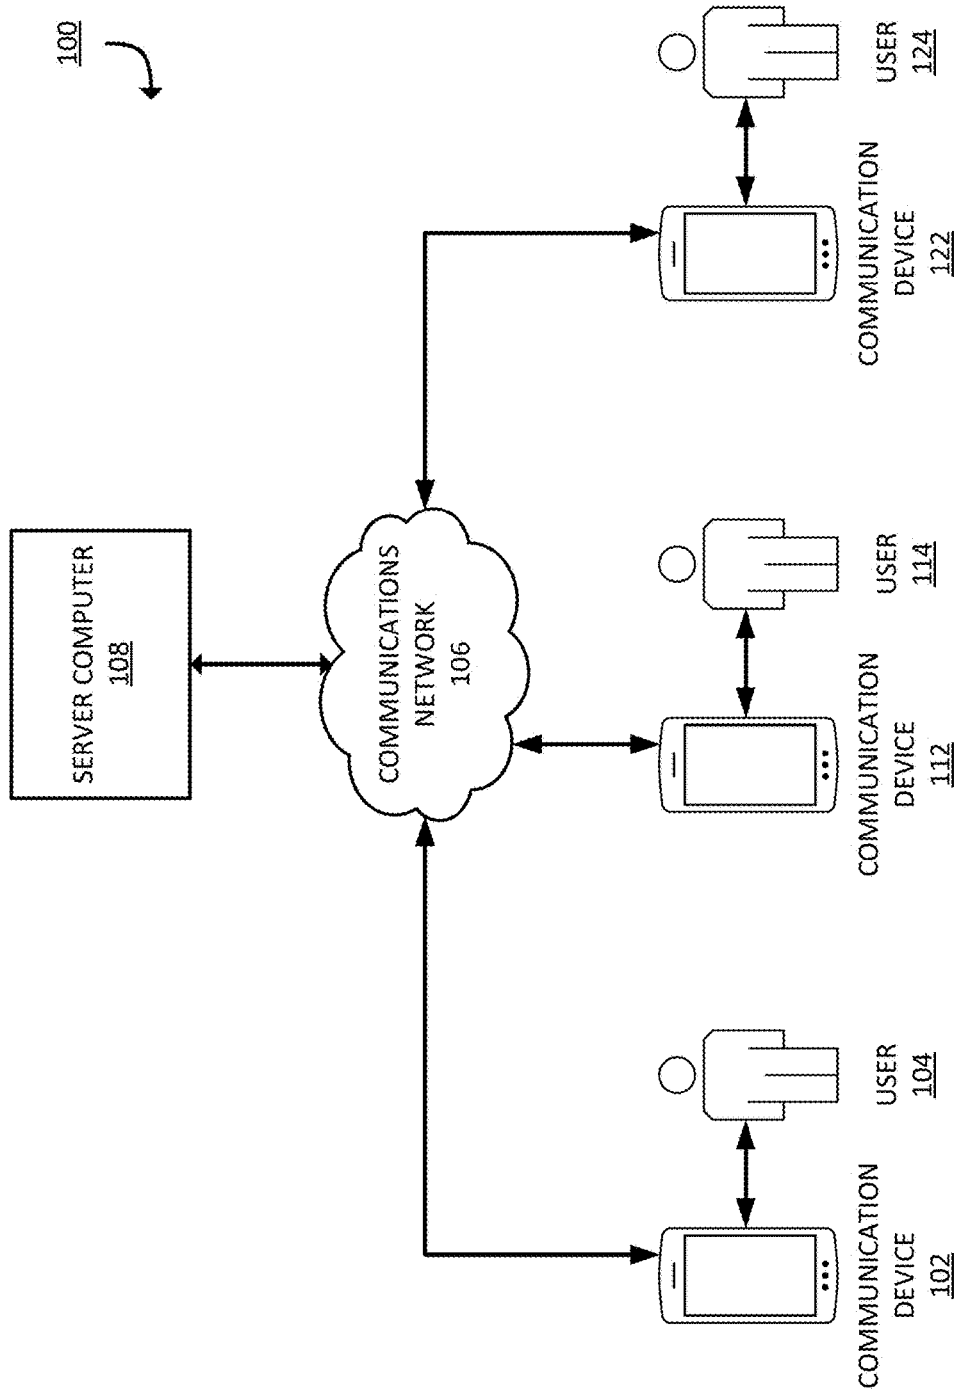 100
SERVER COMPUTER
108
COMMUNICATIONS
NETWORK
106
COMMUNICATION
DEVICE
102
USER
104
COMMUNICATION
DEVICE
112
USER
114
COMMUNICATION
DEVICE
122
USER
124